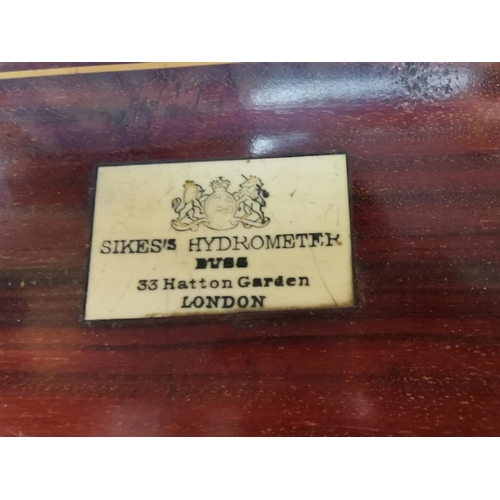 SIKES'S HYDROMETER
BUSS
33 Hatton Garden
LONDON